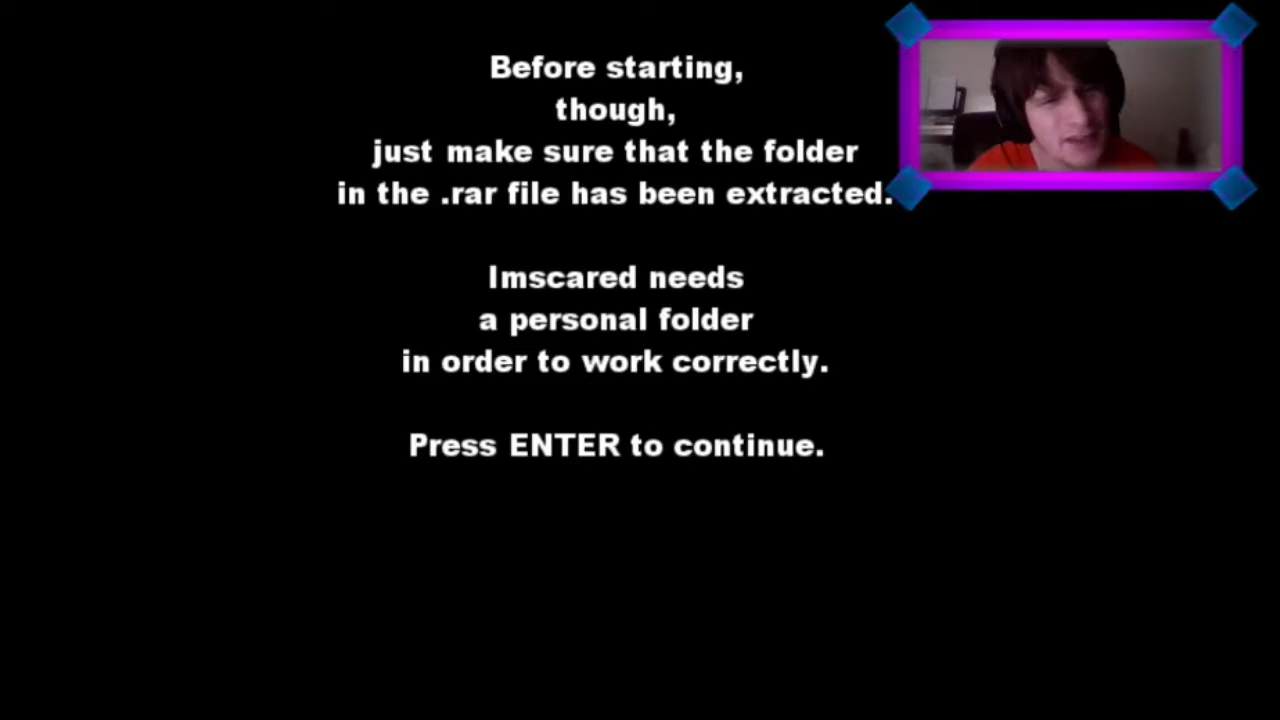 Before starting,
though,
just make sure that the folder
in the .rar file has been extracted.
Imscared needs
a personal folder
in order to work correctly.
Press ENTER to continue.